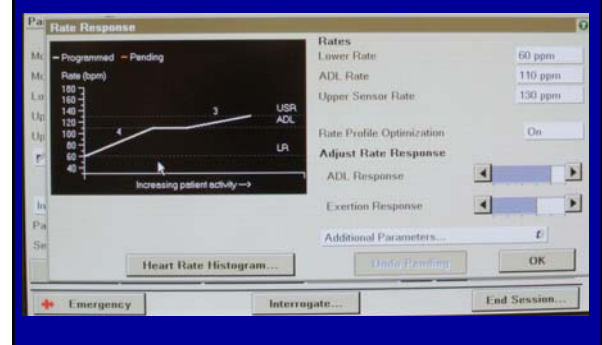 Pa
Rate Response
Rates
Programmed
Pending
Lower Rate
60 ppm
Rate (bpm)
ADL Rate
110 ppm
Upper Sensor Rate
130 ppm
180
160
140
120
100
80
60
40
4
3
USR
ADL
LR
Increasing patient activity
Rate Profile Optimization
On
Adjust Rate Response
ADL Response
Exertion Response
Additional Parameters...
Heart Rate Histogram...
Undo Pending
OK
Emergency
Interrogate...
End Session...